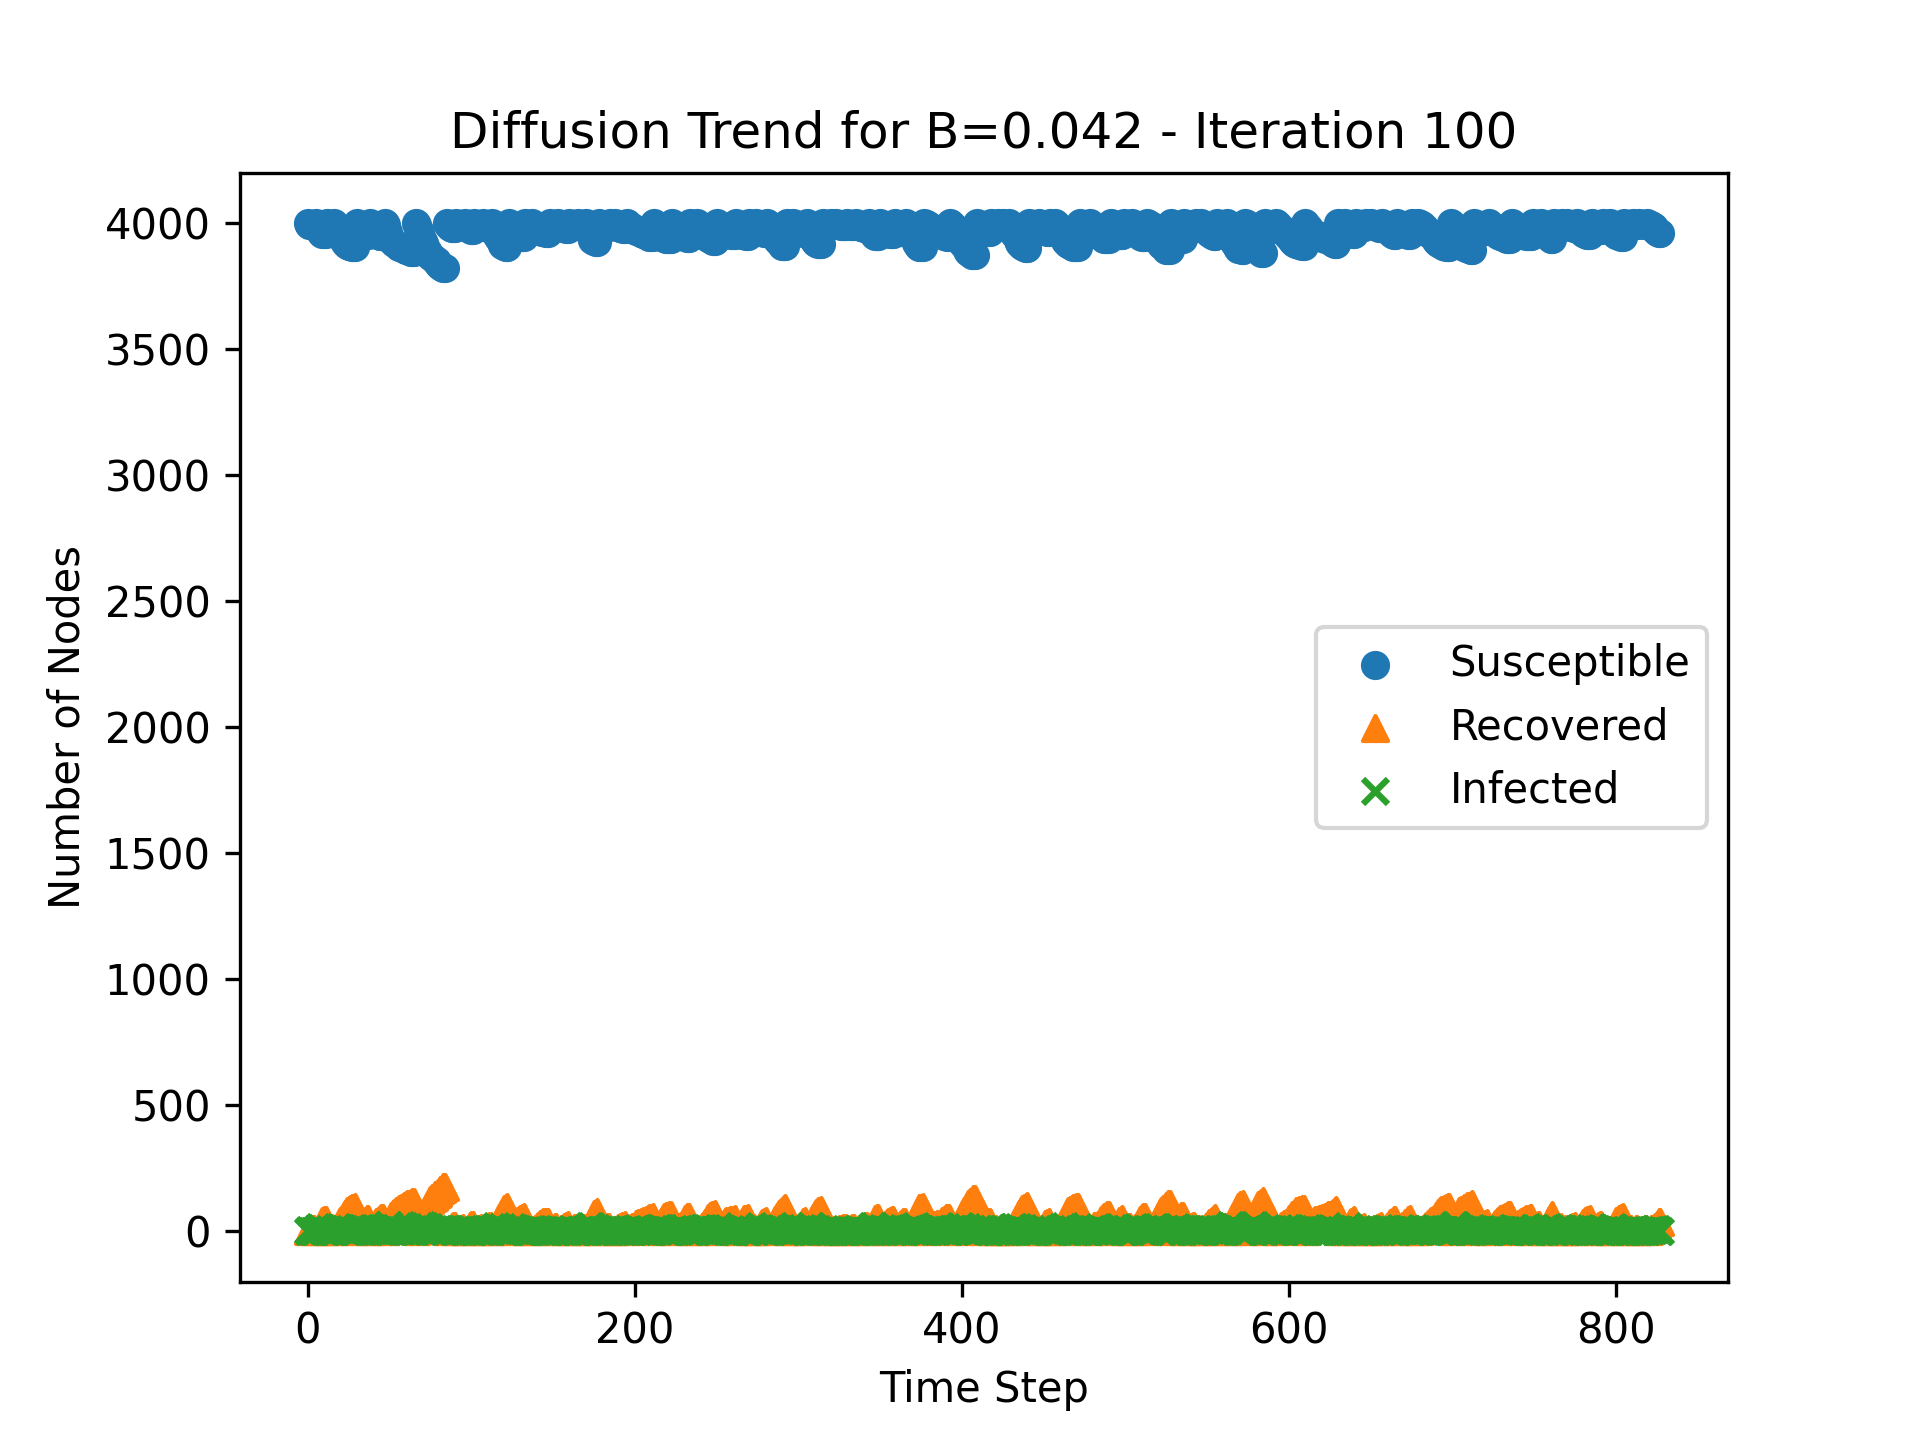 Diffusion Trend for B=0.042 - Iteration 100
4000
3500
3000
2500
2000
1500
1000
500
0
Number of Nodes
Susceptible
Recovered
Infected
0 200 400 600 800
Time Step